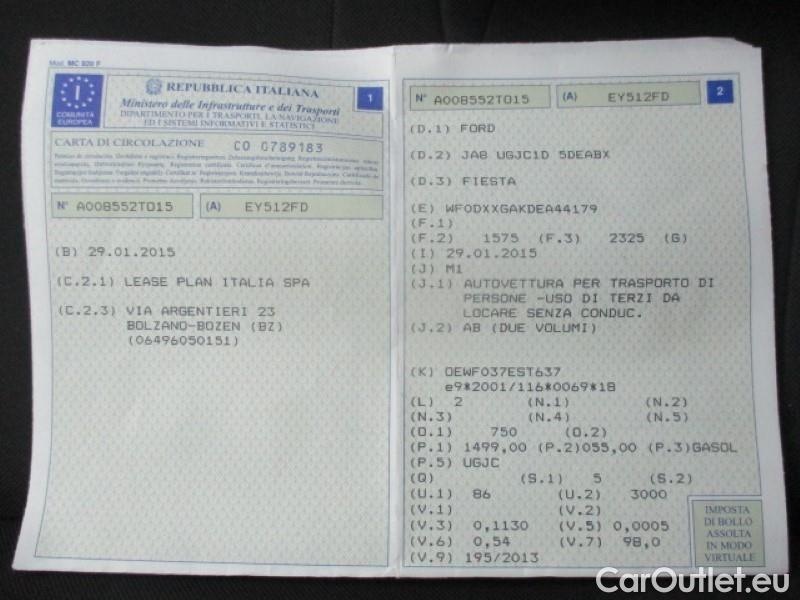 Mod. MC 820 F
I
COMUNITÀ
EUROPEA
REPUBBLICA ITALIANA
Ministero delle Infrastrutture e dei Trasporti
DIPARTIMENTO PER I TRASPORTI, LA NAVIGAZIONE
ED I SISTEMI INFORMATIVI E STATISTICI
1
CARTA DI CIRCOLAZIONE CO 0789183
N° A008552TO15 (A) EY512FD
(B) 29.01.2015
(C.2.1) LEASE PLAN ITALIA SPA
(C.2.3) VIA ARGENTIERI 23
BOLZANO-BOZEN (BZ)
(06496050151)
N° A008552TO15 (A) EY512FD 2
(D.1) FORD
(D.2) JA8 UGJC1D 5DEABX
(D.3) FIESTA
(E) WF0DXXGAKDEA44179
(F.1)
(F.2) 1575 (F.3) 2325 (G)
(I) 29.01.2015
(J) M1
(J.1) AUTOVETTURA PER TRASPORTO DI
PERSONE -USO DI TERZI DA
LOCARE SENZA CONDUC.
(J.2) AB (DUE VOLUMI)
(K) OEWF037EST637
e9*2001/116*0069*18
(L) 2 (N.1) (N.2)
(N.3) (N.4) (N.5)
(O.1) 750 (O.2)
(P.1) 1499,00 (P.2)055,00 (P.3)GASOL
(P.5) UGJC
(Q) (S.1) 5 (S.2)
(U.1) 86 (U.2) 3000
(V.1) (V.2)
(V.3) 0,1130 (V.5) 0,0005
(V.6) 0,54 (V.7) 98,0
(V.9) 195/2013
IMPOSTA
DI BOLLO
ASSOLTA
IN MODO
VIRTUALE
CarOutlet.eu